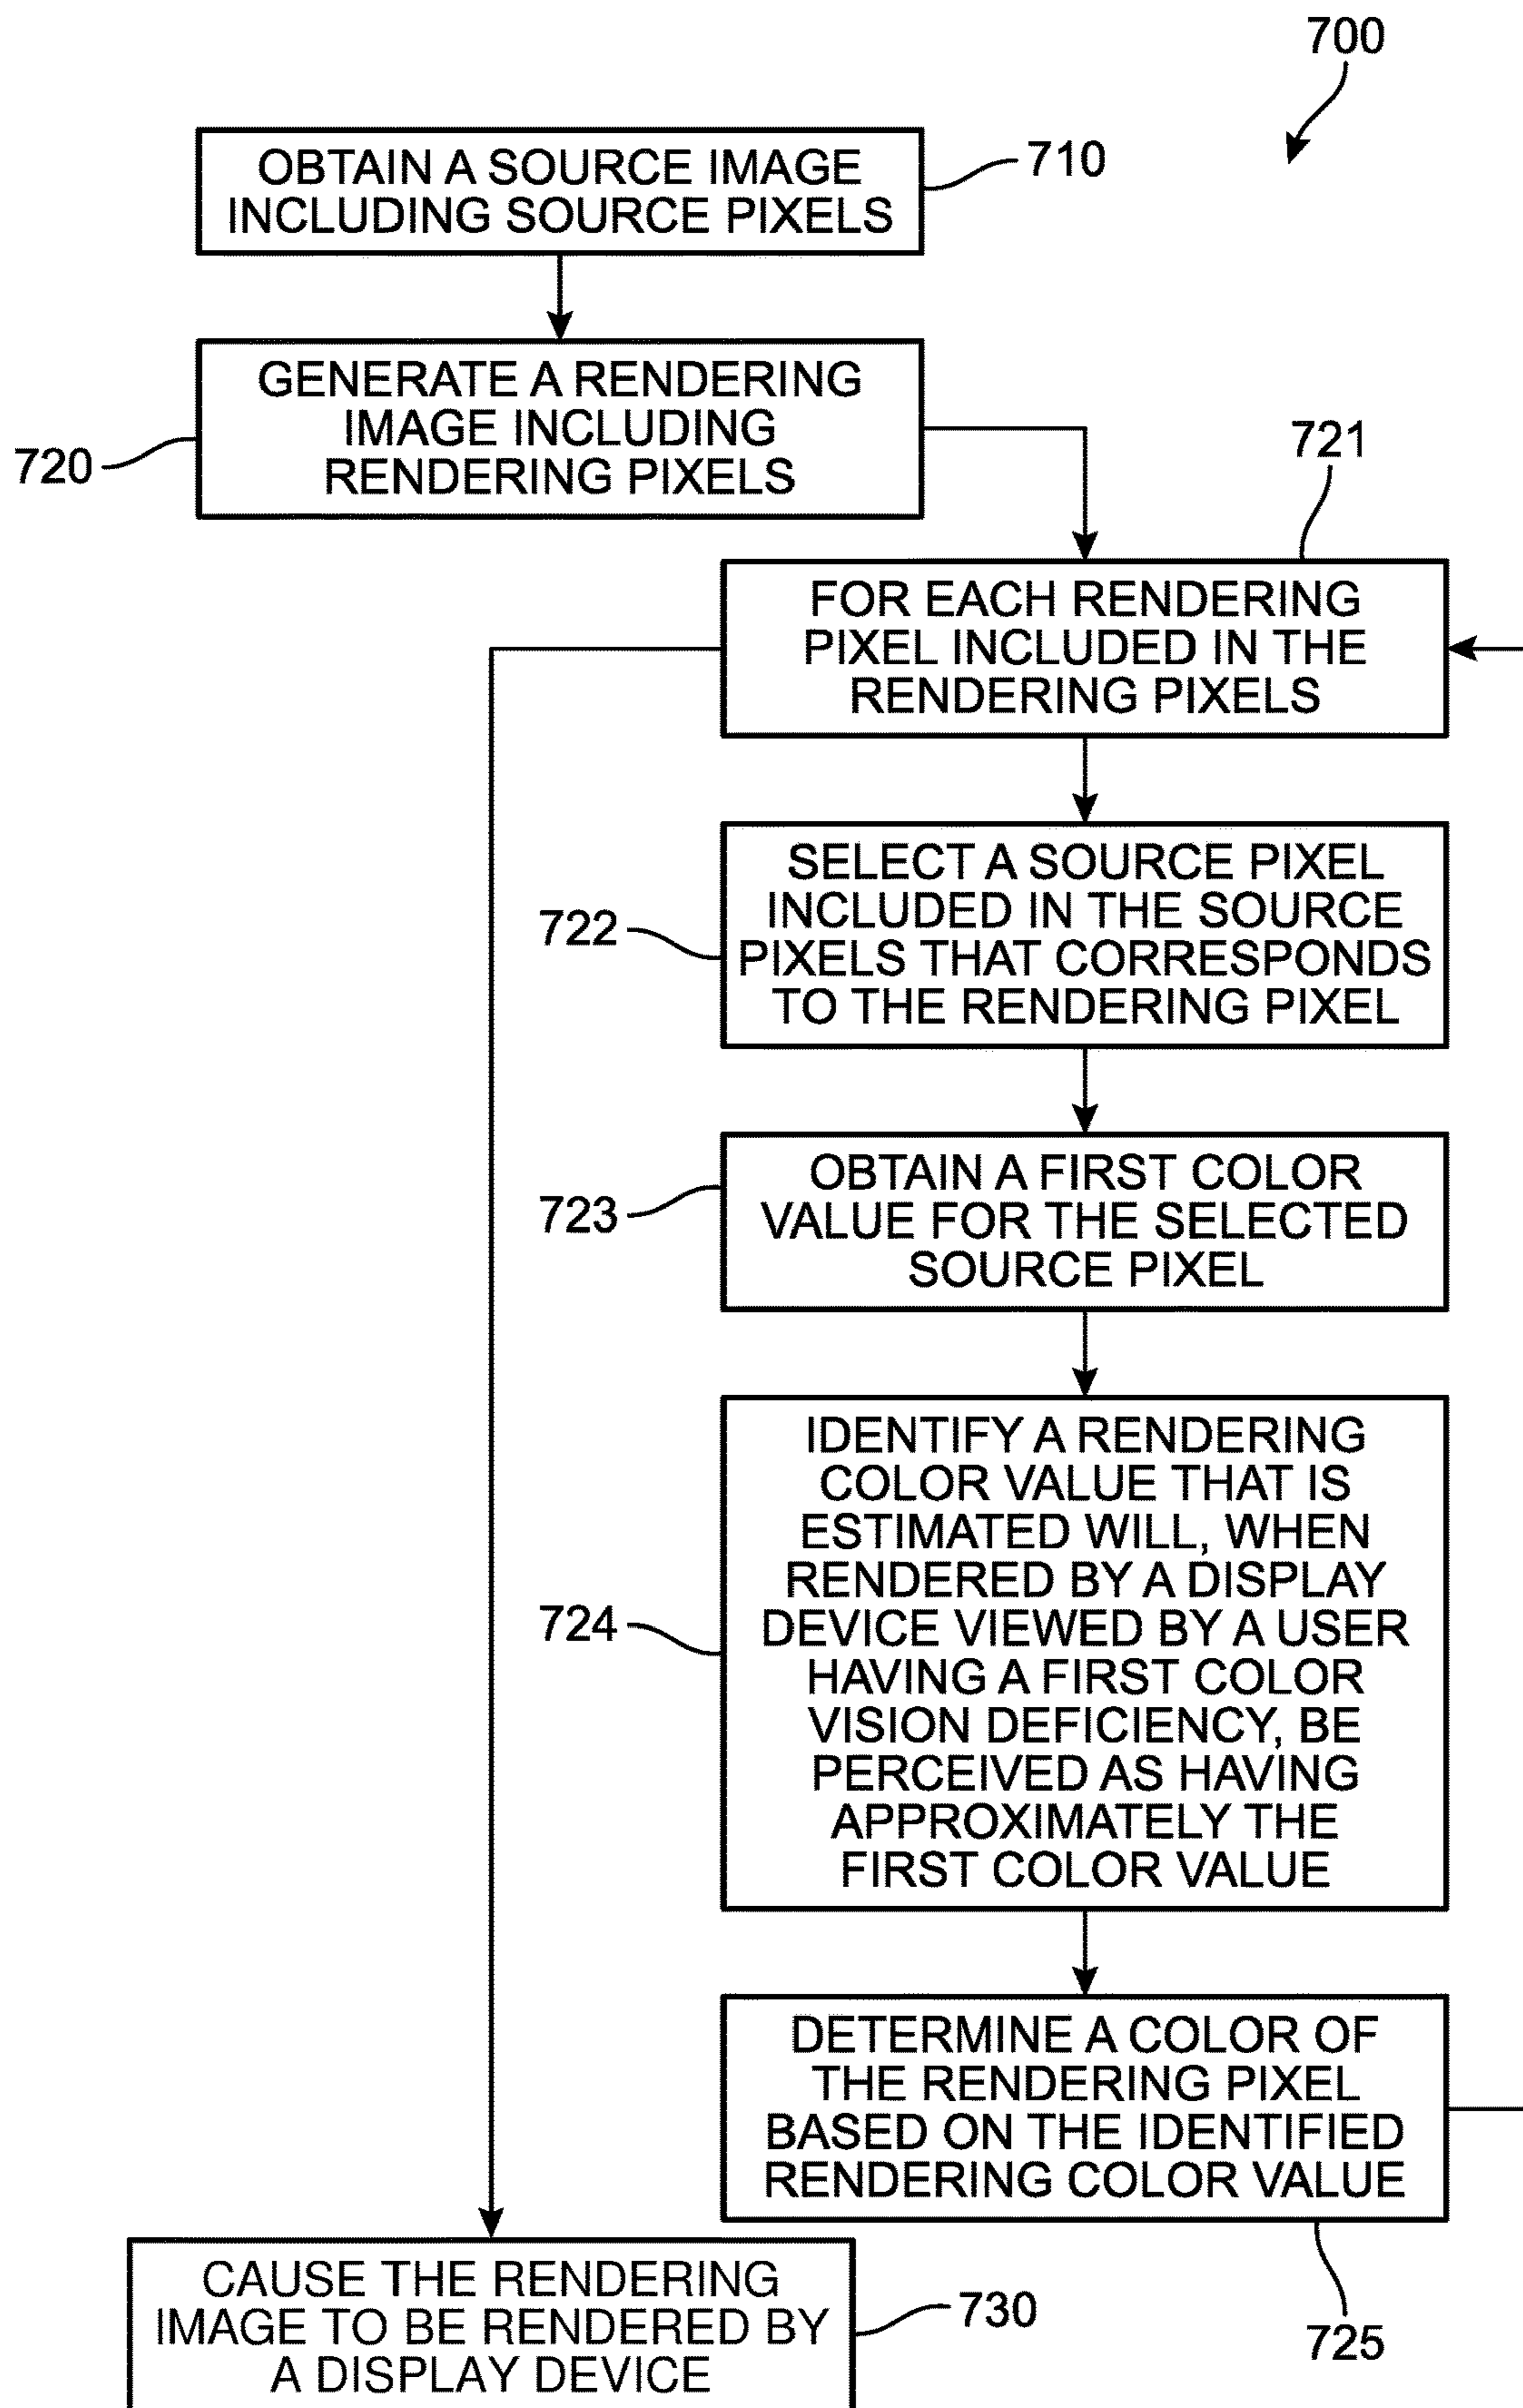 700
OBTAIN A SOURCE IMAGE
INCLUDING SOURCE PIXELS
710
GENERATE A RENDERING
IMAGE INCLUDING
RENDERING PIXELS
720
721
FOR EACH RENDERING
PIXEL INCLUDED IN THE
RENDERING PIXELS
SELECT A SOURCE PIXEL
INCLUDED IN THE SOURCE
PIXELS THAT CORRESPONDS
TO THE RENDERING PIXEL
722
OBTAIN A FIRST COLOR
VALUE FOR THE SELECTED
SOURCE PIXEL
723
IDENTIFY A RENDERING
COLOR VALUE THAT IS
ESTIMATED WILL, WHEN
RENDERED BY A DISPLAY
DEVICE VIEWED BY A USER
HAVING A FIRST COLOR
VISION DEFICIENCY, BE
PERCEIVED AS HAVING
APPROXIMATELY THE
FIRST COLOR VALUE
724
DETERMINE A COLOR OF
THE RENDERING PIXEL
BASED ON THE IDENTIFIED
RENDERING COLOR VALUE
725
CAUSE THE RENDERING
IMAGE TO BE RENDERED BY
A DISPLAY DEVICE
730